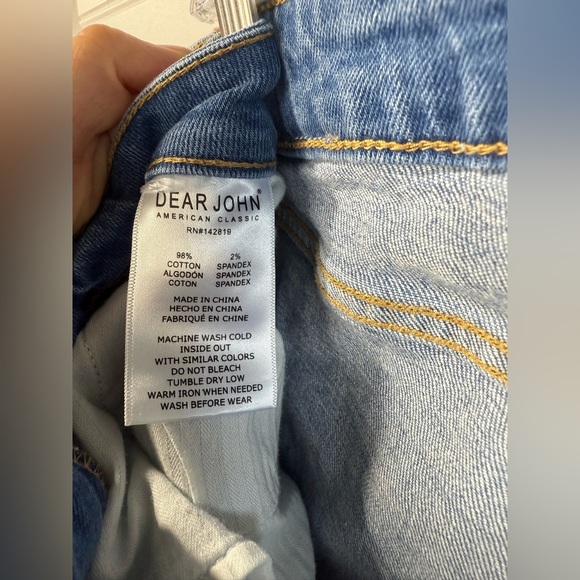 DEAR JOHN®
AMERICAN CLASSIC
RN#142819
98% 2%
COTTON SPANDEX
ALGODÓN SPANDEX
COTON SPANDEX
MADE IN CHINA
HECHO EN CHINA
FABRIQUÉ EN CHINE
MACHINE WASH COLD
INSIDE OUT
WITH SIMILAR COLORS
DO NOT BLEACH
TUMBLE DRY LOW
WARM IRON WHEN NEEDED
WASH BEFORE WEAR